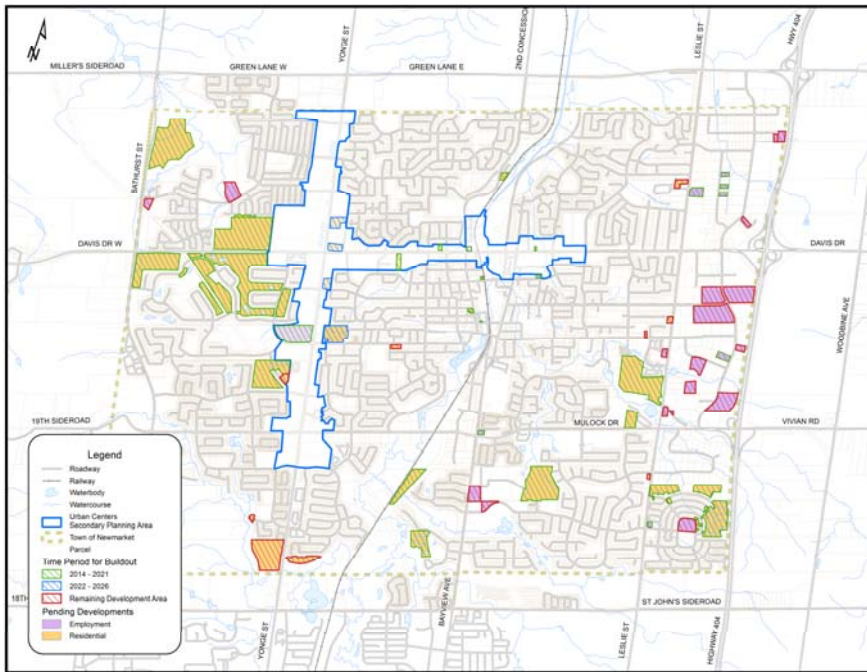 N
YONGE ST
2ND CONCESSION
LESLIE ST
HWY 404
MILLER'S SIDEROAD
GREEN LANE W
GREEN LANE E
BATHURST ST
DAVIS DR W
DAVIS DR
WOODBINE AVE
19TH SIDEROAD
MULOCK DR
VIVIAN RD
Legend
Roadway
Railway
Waterbody
Watercourse
Urban Centers
Secondary Planning Area
Town of Newmarket
Parcel
Time Period for Buildout
2014 - 2021
2022 - 2026
Remaining Development Area
Pending Developments
Employment
Residential
18TH
ST JOHN'S SIDEROAD
YONGE ST
BAYVIEW AVE
LESLIE ST
HIGHWAY 404